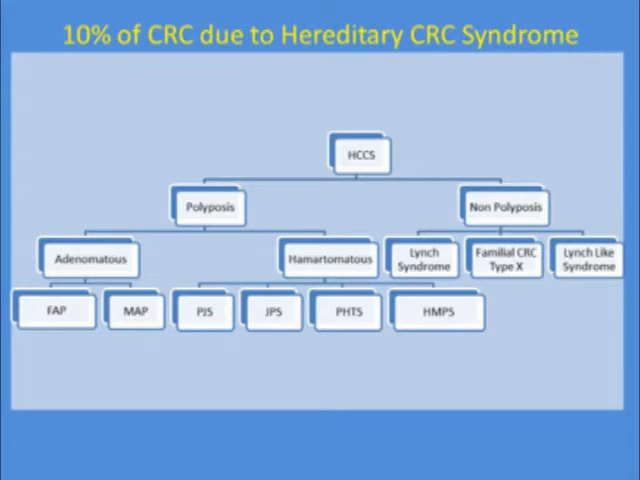 10% of CRC due to Hereditary CRC Syndrome
HCCS
Polyposis
Non Polyposis
Adenomatous
Hamartomatous
Lynch
Syndrome
Familial CRC
Type X
Lynch Like
Syndrome
FAP
MAP
PJS
JPS
PHTS
HMPS